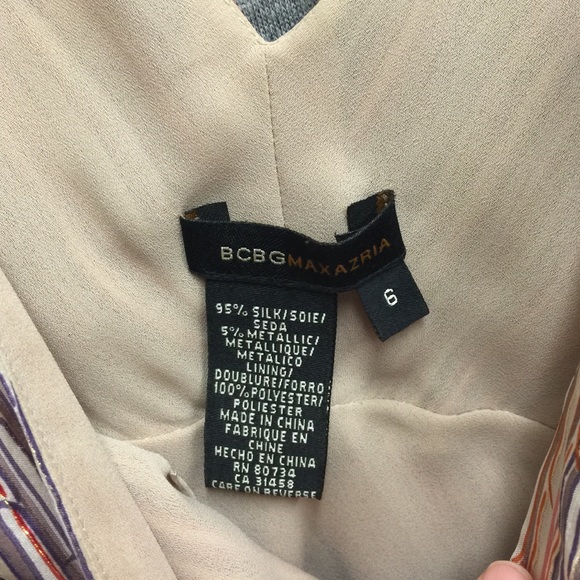 BCBGMAXAZRIA
6
95% SILK/SOIE/
SEDA
5% METALLIC/
METALLIQUE/
METALICO
LINING/
DOUBLURE/FORRO
100% POLYESTER/
POLIESTER
MADE IN CHINA
FABRIQUE EN
CHINE
HECHO EN CHINA
RN 80734
CA 31458
CARE ON REVERSE